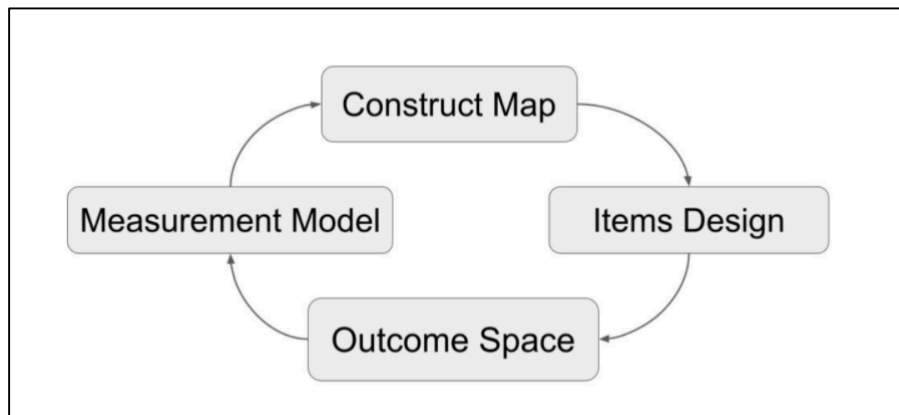 Construct Map
Measurement Model
Items Design
Outcome Space